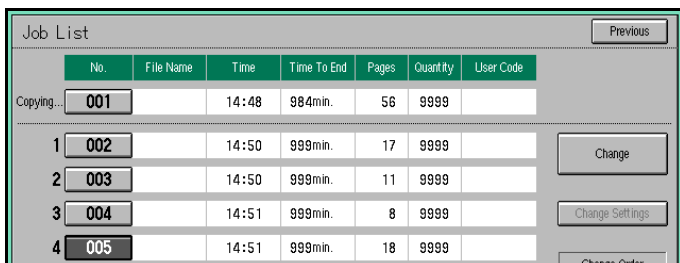 Job List Previous
No. File Name Time Time To End Pages Quantity User Code
Copying... 001 14:48 984min. 56 9999
1 002 14:50 999min. 17 9999
Change
2 003 14:50 999min. 11 9999
3 004 14:51 999min. 8 9999 Change Settings
4 005 14:51 999min. 18 9999
Change Order